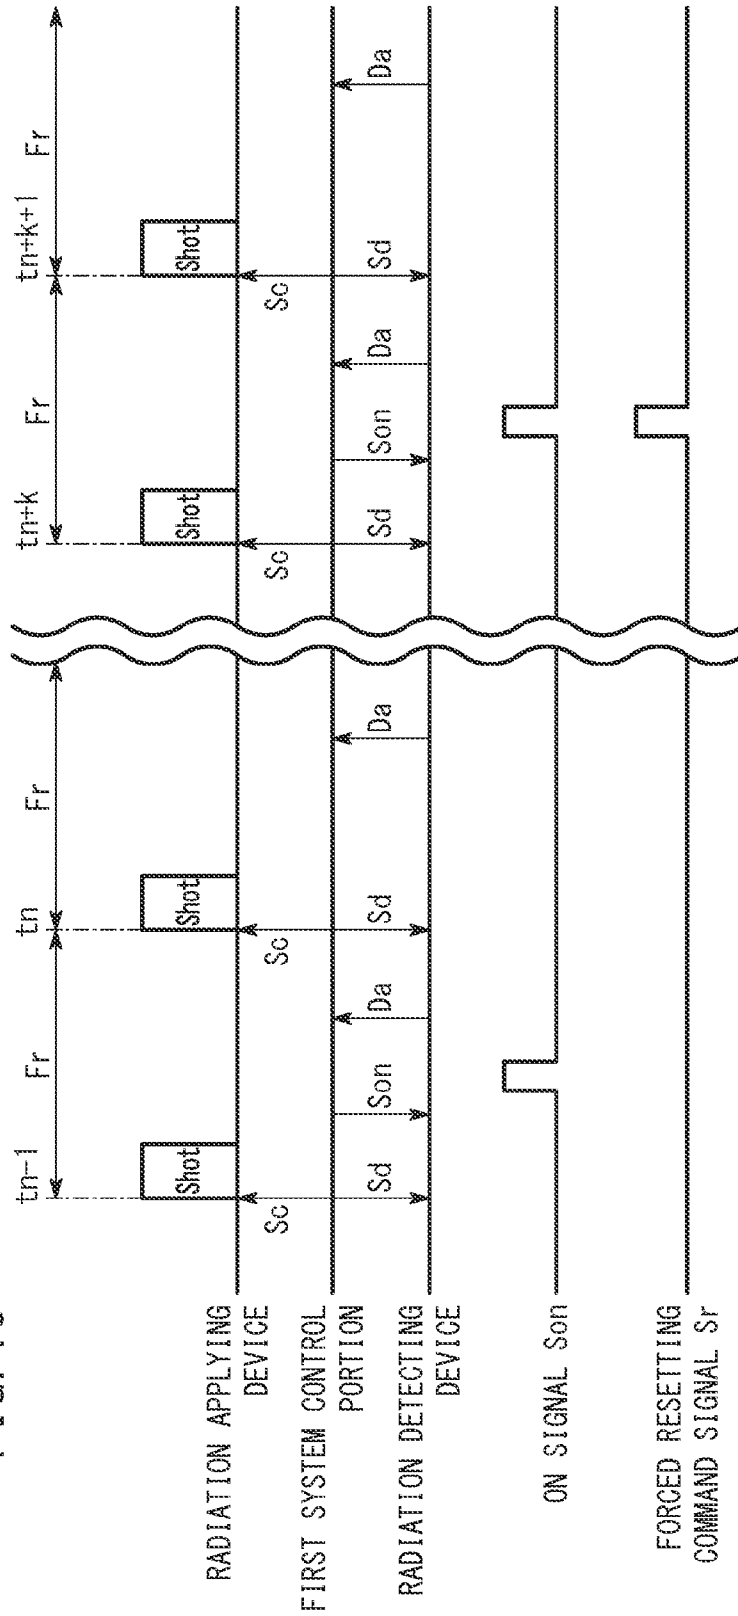 tn-1
Fr
tn
Fr
tn+k
Fr
tn+k+1
Fr
Shot
Shot
Shot
Shot
RADIATION APPLYING
DEVICE
Sc
Sc
Sc
Sc
FIRST SYSTEM CONTROL
PORTION
Sd
Son
Da
Sd
Da
Sd
Son
Da
Sd
Da
RADIATION DETECTING
DEVICE
ON SIGNAL Son
FORCED RESETTING
COMMAND SIGNAL Sr